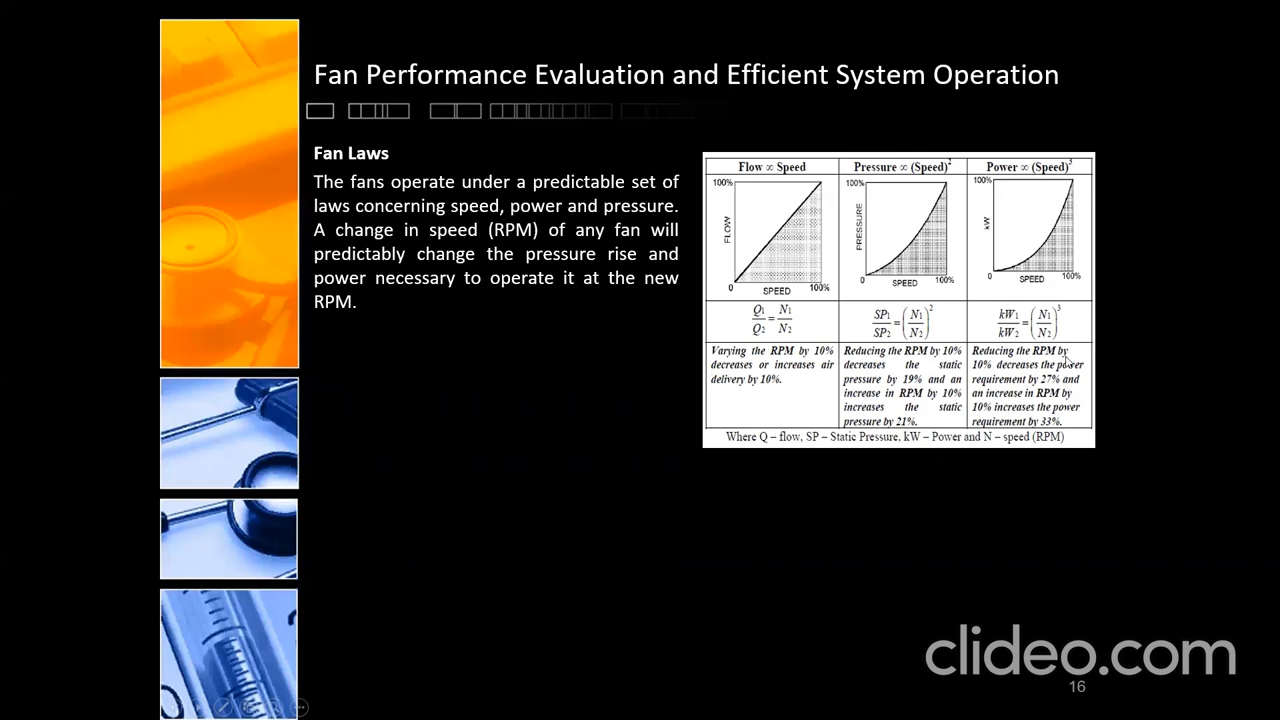 Fan Performance Evaluation and Efficient System Operation
Fan Laws
The fans operate under a predictable set of
laws concerning speed, power and pressure.
A change in speed (RPM) of any fan will
predictably change the pressure rise and
power necessary to operate it at the new
RPM.
Flow ∞ Speed
100%
FLOW
0
100%
SPEED
Q1/Q2 = N1/N2
Varying the RPM by 10%
decreases or increases air
delivery by 10%.
Pressure ∞ (Speed)²
100%
PRESSURE
0
100%
SPEED
SP1/SP2 = (N1/N2)²
Reducing the RPM by 10%
decreases the static
pressure by 19% and an
increase in RPM by 10%
increases the static
pressure by 21%.
Power ∞ (Speed)³
100%
kW
0
100%
SPEED
kW1/kW2 = (N1/N2)³
Reducing the RPM by
10% decreases the power
requirement by 27% and
an increase in RPM by
10% increases the power
requirement by 33%.
Where Q – flow, SP – Static Pressure, kW – Power and N – speed (RPM)
clideo.com
16